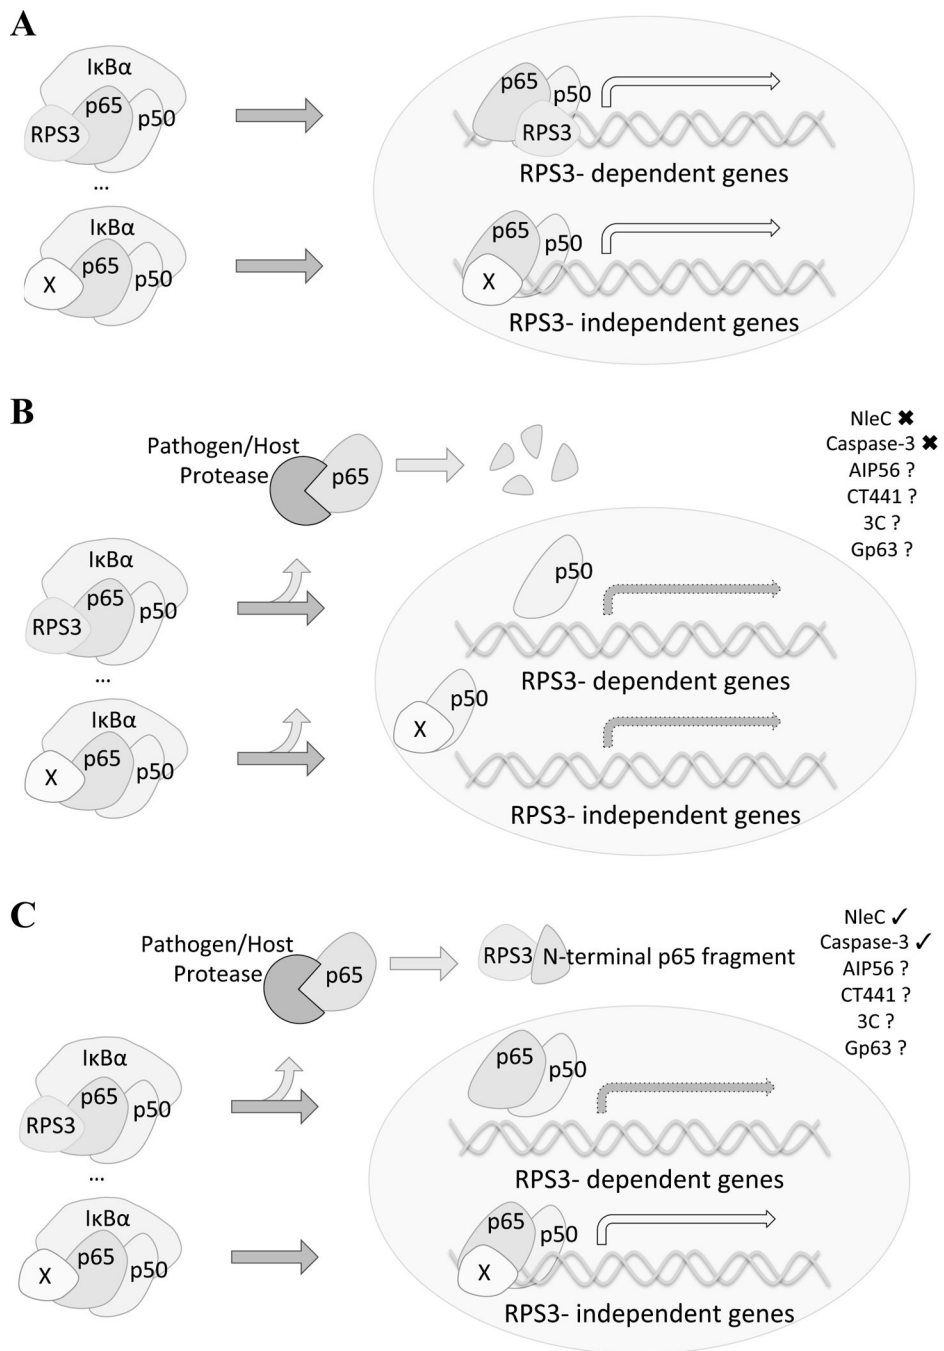 A
IκBα
p65
p50
RPS3
...
IκBα
p65
p50
X
p65
p50
RPS3
RPS3- dependent genes
p65
p50
X
RPS3- independent genes
B
Pathogen/Host
Protease
p65
NleC ✖
Caspase-3 ✖
AIP56 ?
CT441 ?
3C ?
Gp63 ?
IκBα
p65
p50
RPS3
...
IκBα
p65
p50
X
p50
RPS3- dependent genes
p50
X
RPS3- independent genes
C
Pathogen/Host
Protease
p65
RPS3 N-terminal p65 fragment
NleC ✓
Caspase-3 ✓
AIP56 ?
CT441 ?
3C ?
Gp63 ?
IκBα
p65
p50
RPS3
...
IκBα
p65
p50
X
p65
p50
RPS3- dependent genes
p65
p50
X
RPS3- independent genes